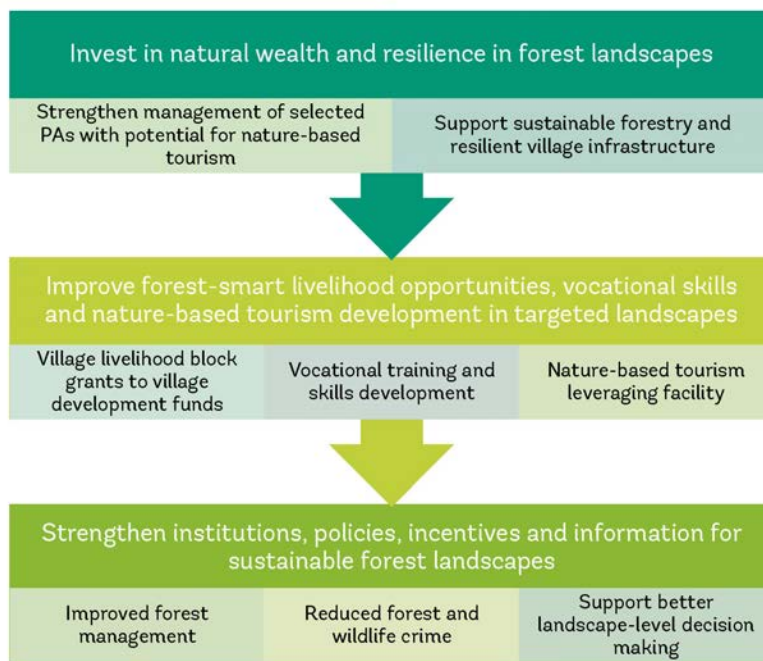 Invest in natural wealth and resilience in forest landscapes
Strengthen management of selected
PAs with potential for nature-based
tourism
Support sustainable forestry and
resilient village infrastructure
Improve forest-smart livelihood opportunities, vocational skills
and nature-based tourism development in targeted landscapes
Village livelihood block
grants to village
development funds
Vocational training and
skills development
Nature-based tourism
leveraging facility
Strengthen institutions, policies, incentives and information for
sustainable forest landscapes
Improved forest
management
Reduced forest and
wildlife crime
Support better
landscape-level decision
making